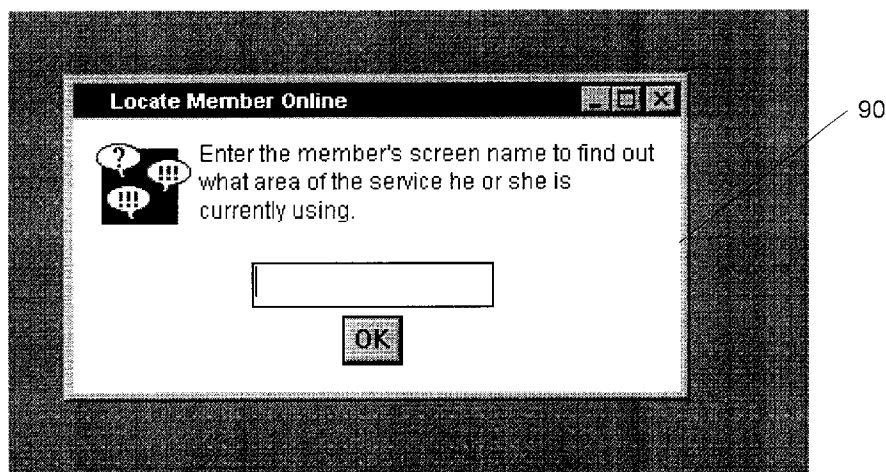 Locate Member Online
90
?
!!!
!!!
Enter the member's screen name to find out
what area of the service he or she is
currently using.
OK